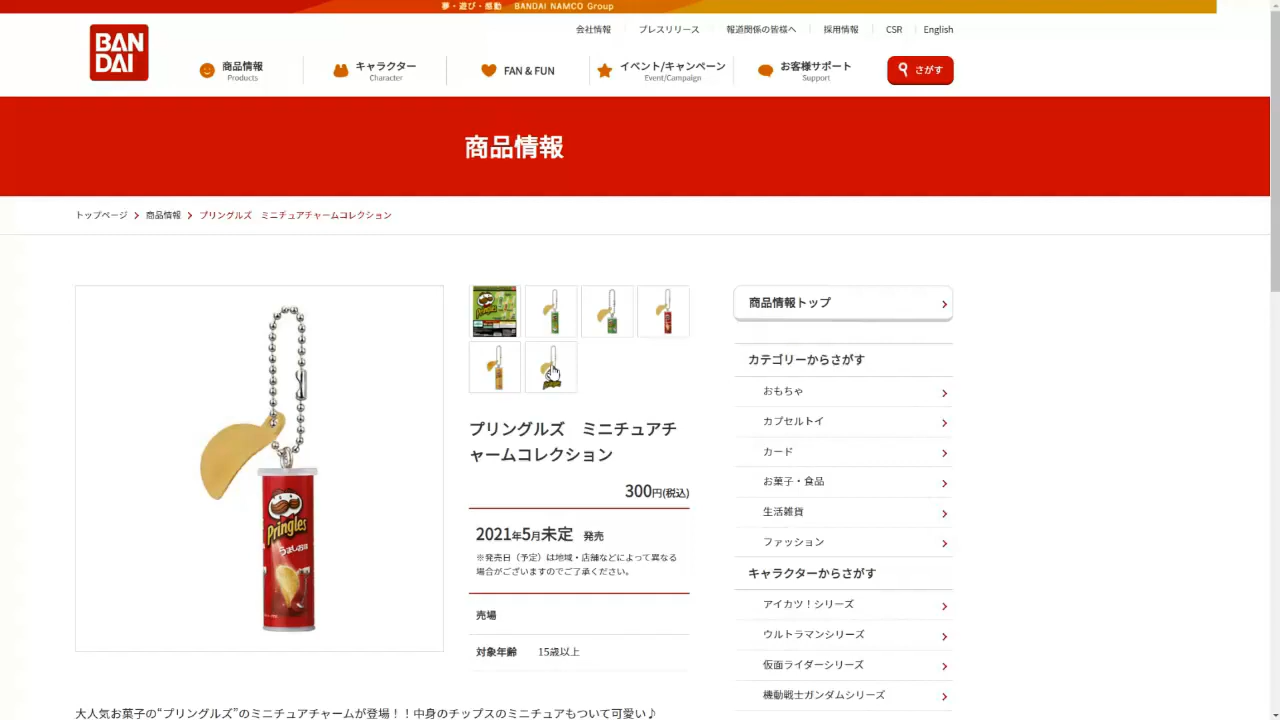 夢・遊び・感動 BANDAI NAMCO Group
会社情報 プレスリリース 報道関係の皆様へ 採用情報 CSR English
BAN
DAI
商品情報
Products
キャラクター
Character
FAN & FUN
イベント/キャンペーン
Event/Campaign
お客様サポート
Support
さがす
商品情報
トップページ 商品情報 プリングルズ ミニチュアチャームコレクション
Pringles
うましお味
プリングルズ ミニチュアチ
ャームコレクション
300円(税込)
2021年5月未定 発売
※発売日（予定）は地域・店舗などによって異なる
場合がございますのでご了承ください。
売場
対象年齢 15歳以上
大人気お菓子の“プリングルズ”のミニチュアチャームが登場！！中身のチップスのミニチュアもついて可愛い♪
商品情報トップ
カテゴリーからさがす
おもちゃ
カプセルトイ
カード
お菓子・食品
生活雑貨
ファッション
キャラクターからさがす
アイカツ！シリーズ
ウルトラマンシリーズ
仮面ライダーシリーズ
機動戦士ガンダムシリーズ